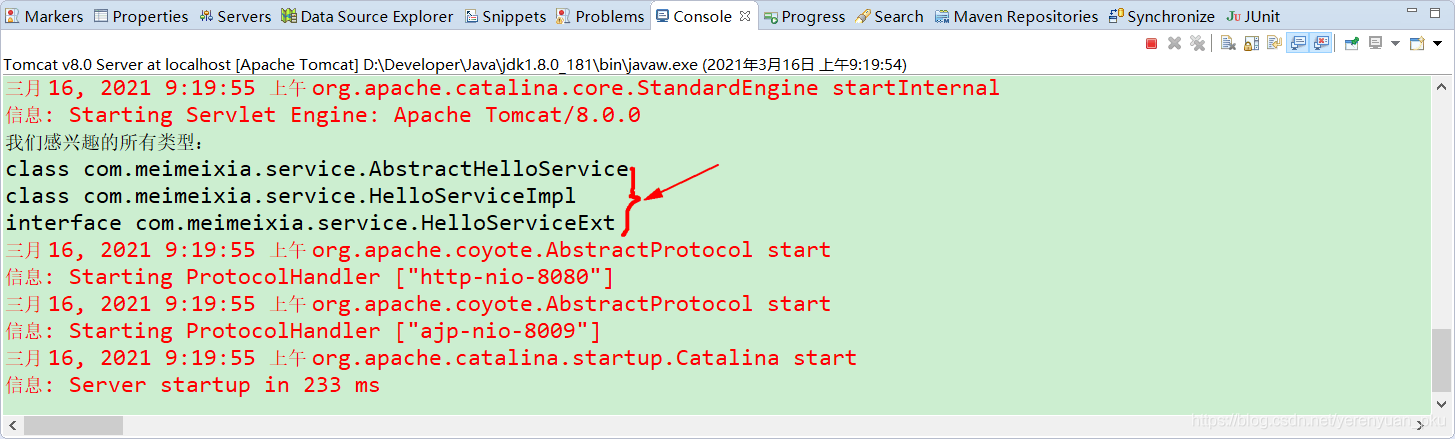 Markers Properties Servers Data Source Explorer Snippets Problems Console Progress Search Maven Repositories Synchronize JUnit
Tomcat v8.0 Server at localhost [Apache Tomcat] D:\Developer\Java\jdk1.8.0_181\bin\javaw.exe (2021年3月16日 上午9:19:54)
三月 16, 2021 9:19:55 上午 org.apache.catalina.core.StandardEngine startInternal
信息: Starting Servlet Engine: Apache Tomcat/8.0.0
我们感兴趣的所有类型：
class com.meimeixia.service.AbstractHelloService
class com.meimeixia.service.HelloServiceImpl
interface com.meimeixia.service.HelloServiceExt
三月 16, 2021 9:19:55 上午 org.apache.coyote.AbstractProtocol start
信息: Starting ProtocolHandler ["http-nio-8080"]
三月 16, 2021 9:19:55 上午 org.apache.coyote.AbstractProtocol start
信息: Starting ProtocolHandler ["ajp-nio-8009"]
三月 16, 2021 9:19:55 上午 org.apache.catalina.startup.Catalina start
信息: Server startup in 233 ms
https://blog.csdn.net/yerenyuan_pku